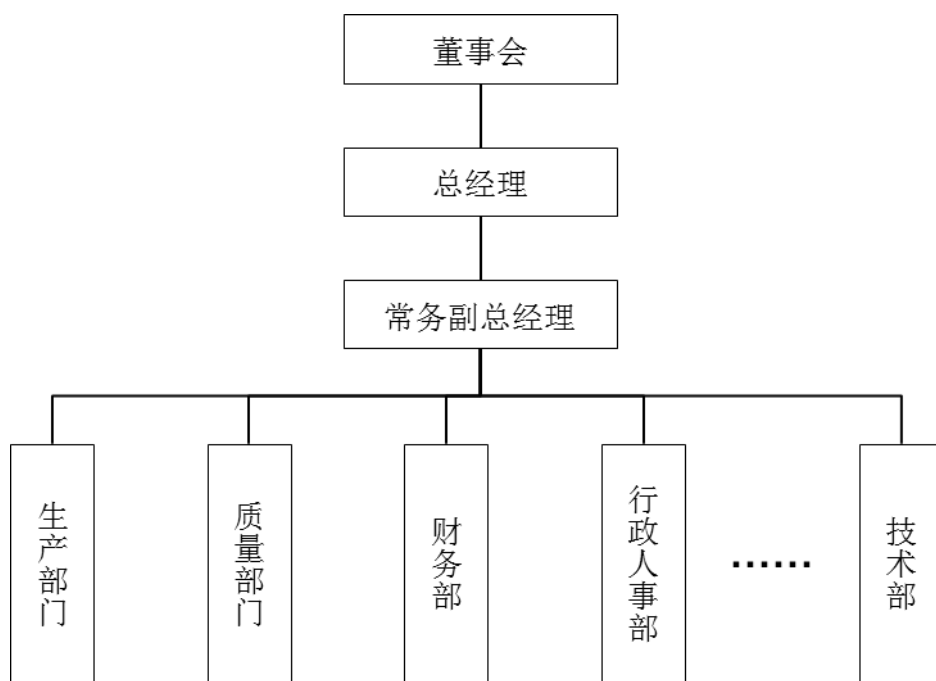 董事会
总经理
常务副总经理
生产部门
质量部门
财务部
行政人事部
……
技术部